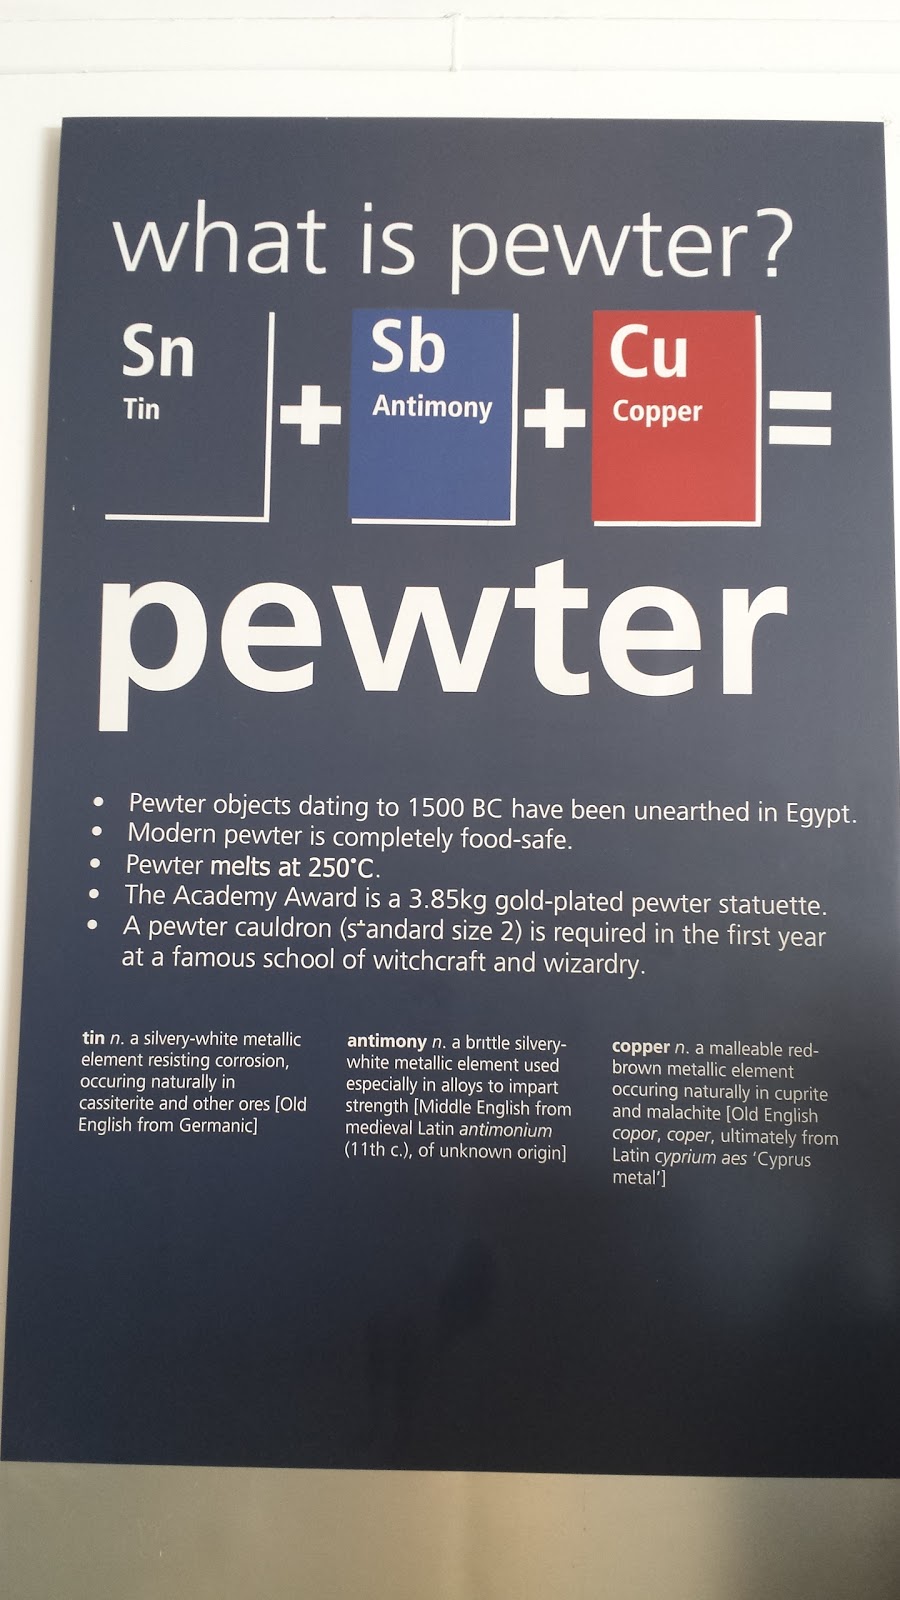 what is pewter?
Sn + Sb + Cu =
Tin Antimony Copper
pewter
• Pewter objects dating to 1500 BC have been unearthed in Egypt.
• Modern pewter is completely food-safe.
• Pewter melts at 250°C.
• The Academy Award is a 3.85kg gold-plated pewter statuette.
• A pewter cauldron (standard size 2) is required in the first year
at a famous school of witchcraft and wizardry.
tin n. a silvery-white metallic
element resisting corrosion,
occuring naturally in
cassiterite and other ores [Old
English from Germanic]
antimony n. a brittle silvery-
white metallic element used
especially in alloys to impart
strength [Middle English from
medieval Latin antimonium
(11th c.), of unknown origin]
copper n. a malleable red-
brown metallic element
occuring naturally in cuprite
and malachite [Old English
copor, coper, ultimately from
Latin cyprium aes ‘Cyprus
metal’]